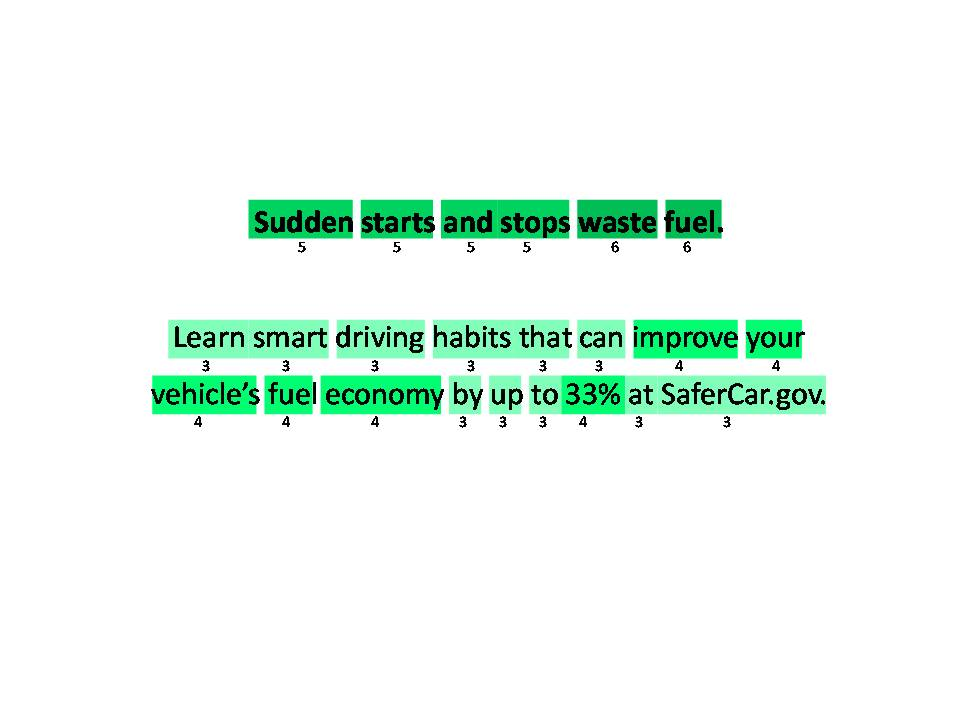 Sudden starts and stops waste fuel.
5 5 5 5 6 6
Learn smart driving habits that can improve your
3 3 3 3 3 3 4 4
vehicle’s fuel economy by up to 33% at SaferCar.gov.
4 4 4 3 3 3 4 3 3